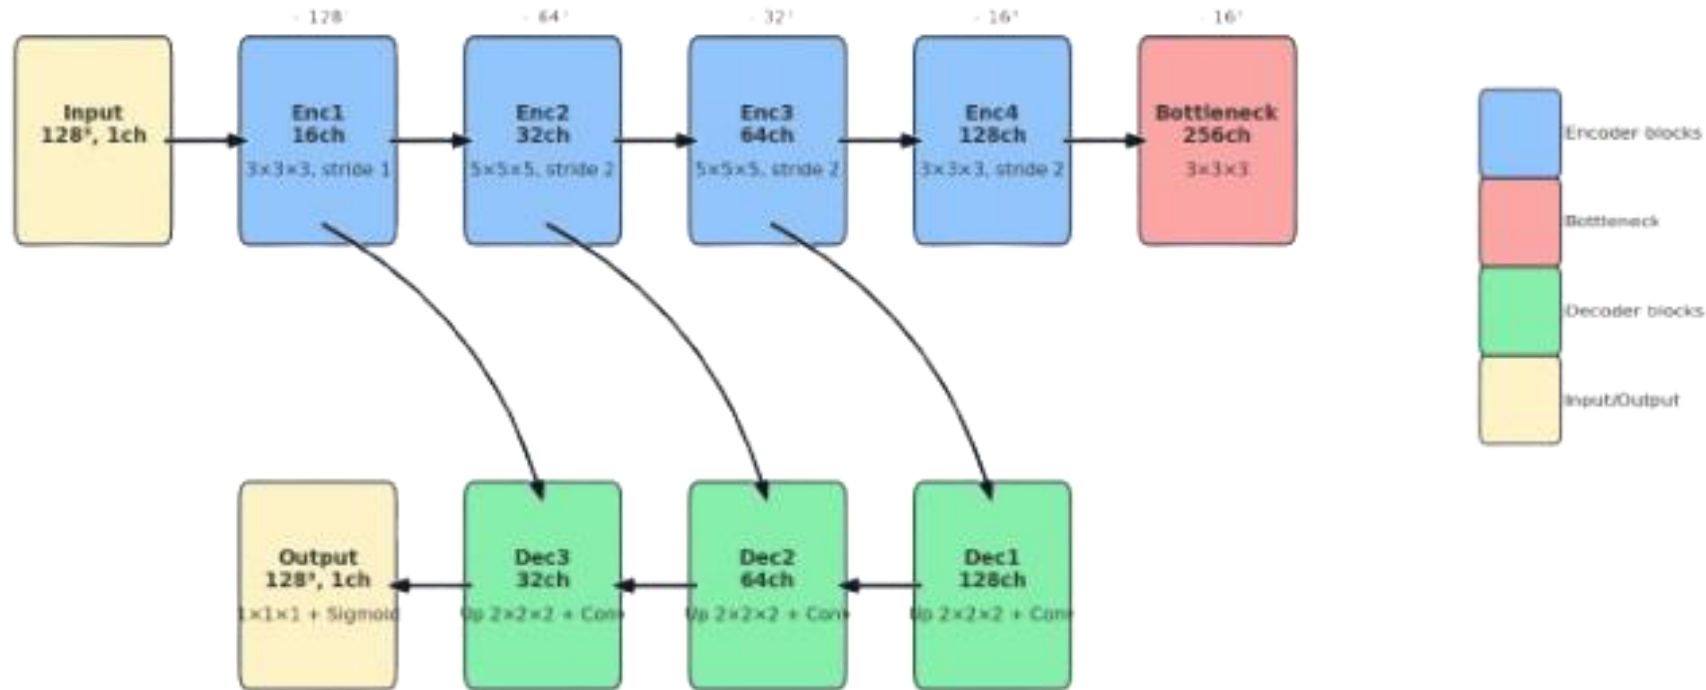 - 128³
- 64³
- 32³
- 16³
- 16³
Input
128³, 1ch
Enc1
16ch
3×3×3, stride 1
Enc2
32ch
5×5×5, stride 2
Enc3
64ch
5×5×5, stride 2
Enc4
128ch
3×3×3, stride 2
Bottleneck
256ch
3×3×3
Encoder blocks
Bottleneck
Decoder blocks
Input/Output
Output
128³, 1ch
1×1×1 + Sigmoid
Dec3
32ch
Up 2×2×2 + Conv
Dec2
64ch
Up 2×2×2 + Conv
Dec1
128ch
Up 2×2×2 + Conv